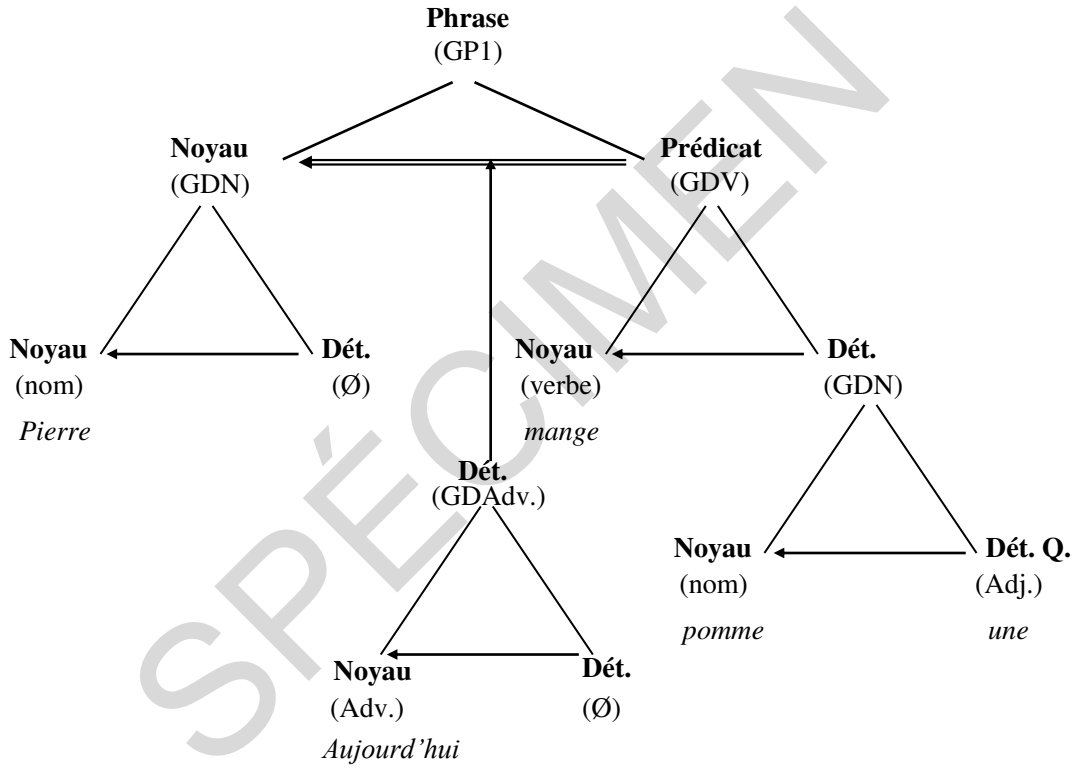 Phrase
(GP1)
Noyau
(GDN)
Prédicat
(GDV)
Noyau
(nom)
Pierre
Dét.
(Ø)
Noyau
(verbe)
mange
Dét.
(GDN)
Dét.
(GDAdv.)
Noyau
(nom)
pomme
Dét. Q.
(Adj.)
une
Noyau
(Adv.)
Aujourd’hui
Dét.
(Ø)
SPÉCIMEN